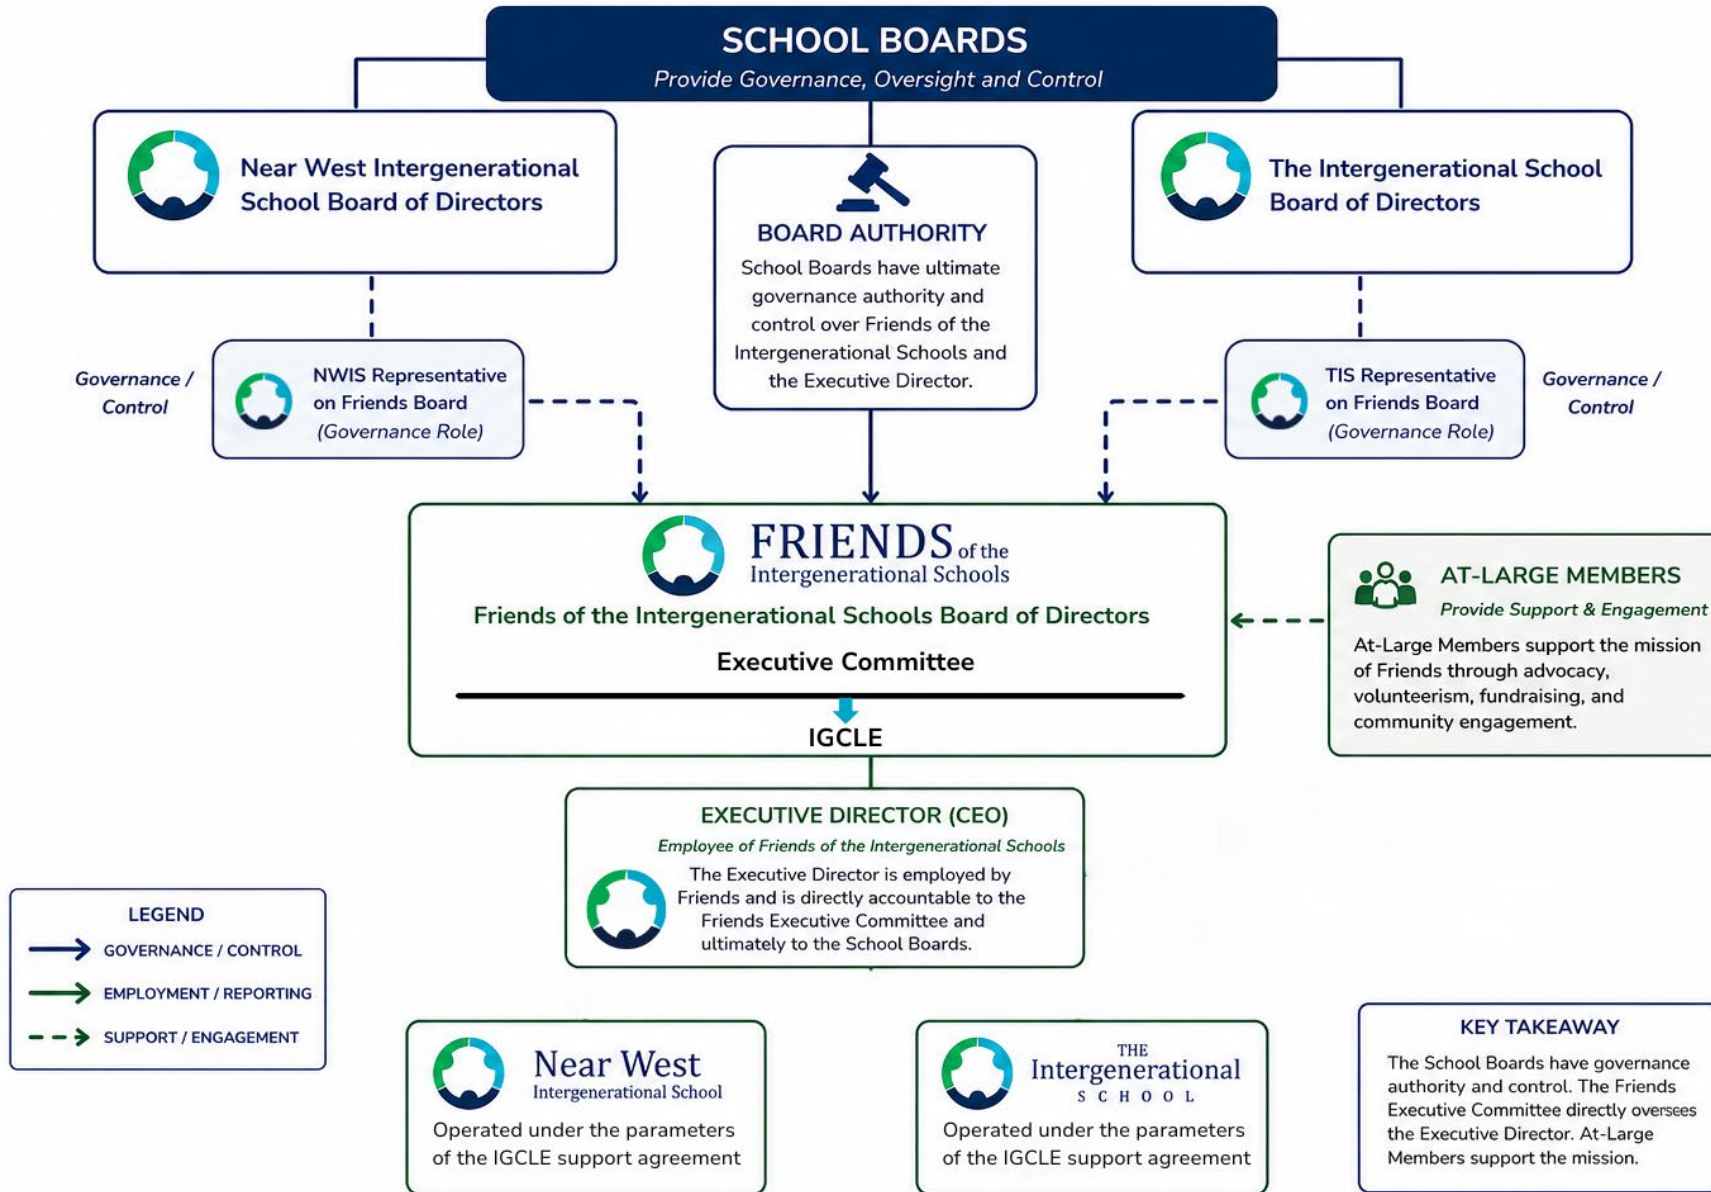 SCHOOL BOARDS
Provide Governance, Oversight and Control
Near West Intergenerational
School Board of Directors
BOARD AUTHORITY
School Boards have ultimate
governance authority and
control over Friends of the
Intergenerational Schools and
the Executive Director.
The Intergenerational School
Board of Directors
Governance /
Control
NWIS Representative
on Friends Board
(Governance Role)
TIS Representative
on Friends Board
(Governance Role)
Governance /
Control
FRIENDS of the
Intergenerational Schools
Friends of the Intergenerational Schools Board of Directors
Executive Committee
IGCLE
AT-LARGE MEMBERS
Provide Support & Engagement
At-Large Members support the mission
of Friends through advocacy,
volunteerism, fundraising, and
community engagement.
EXECUTIVE DIRECTOR (CEO)
Employee of Friends of the Intergenerational Schools
The Executive Director is employed by
Friends and is directly accountable to the
Friends Executive Committee and
ultimately to the School Boards.
LEGEND
GOVERNANCE / CONTROL
EMPLOYMENT / REPORTING
SUPPORT / ENGAGEMENT
Near West
Intergenerational School
Operated under the parameters
of the IGCLE support agreement
THE
Intergenerational
SCHOOL
Operated under the parameters
of the IGCLE support agreement
KEY TAKEAWAY
The School Boards have governance
authority and control. The Friends
Executive Committee directly oversees
the Executive Director. At-Large
Members support the mission.